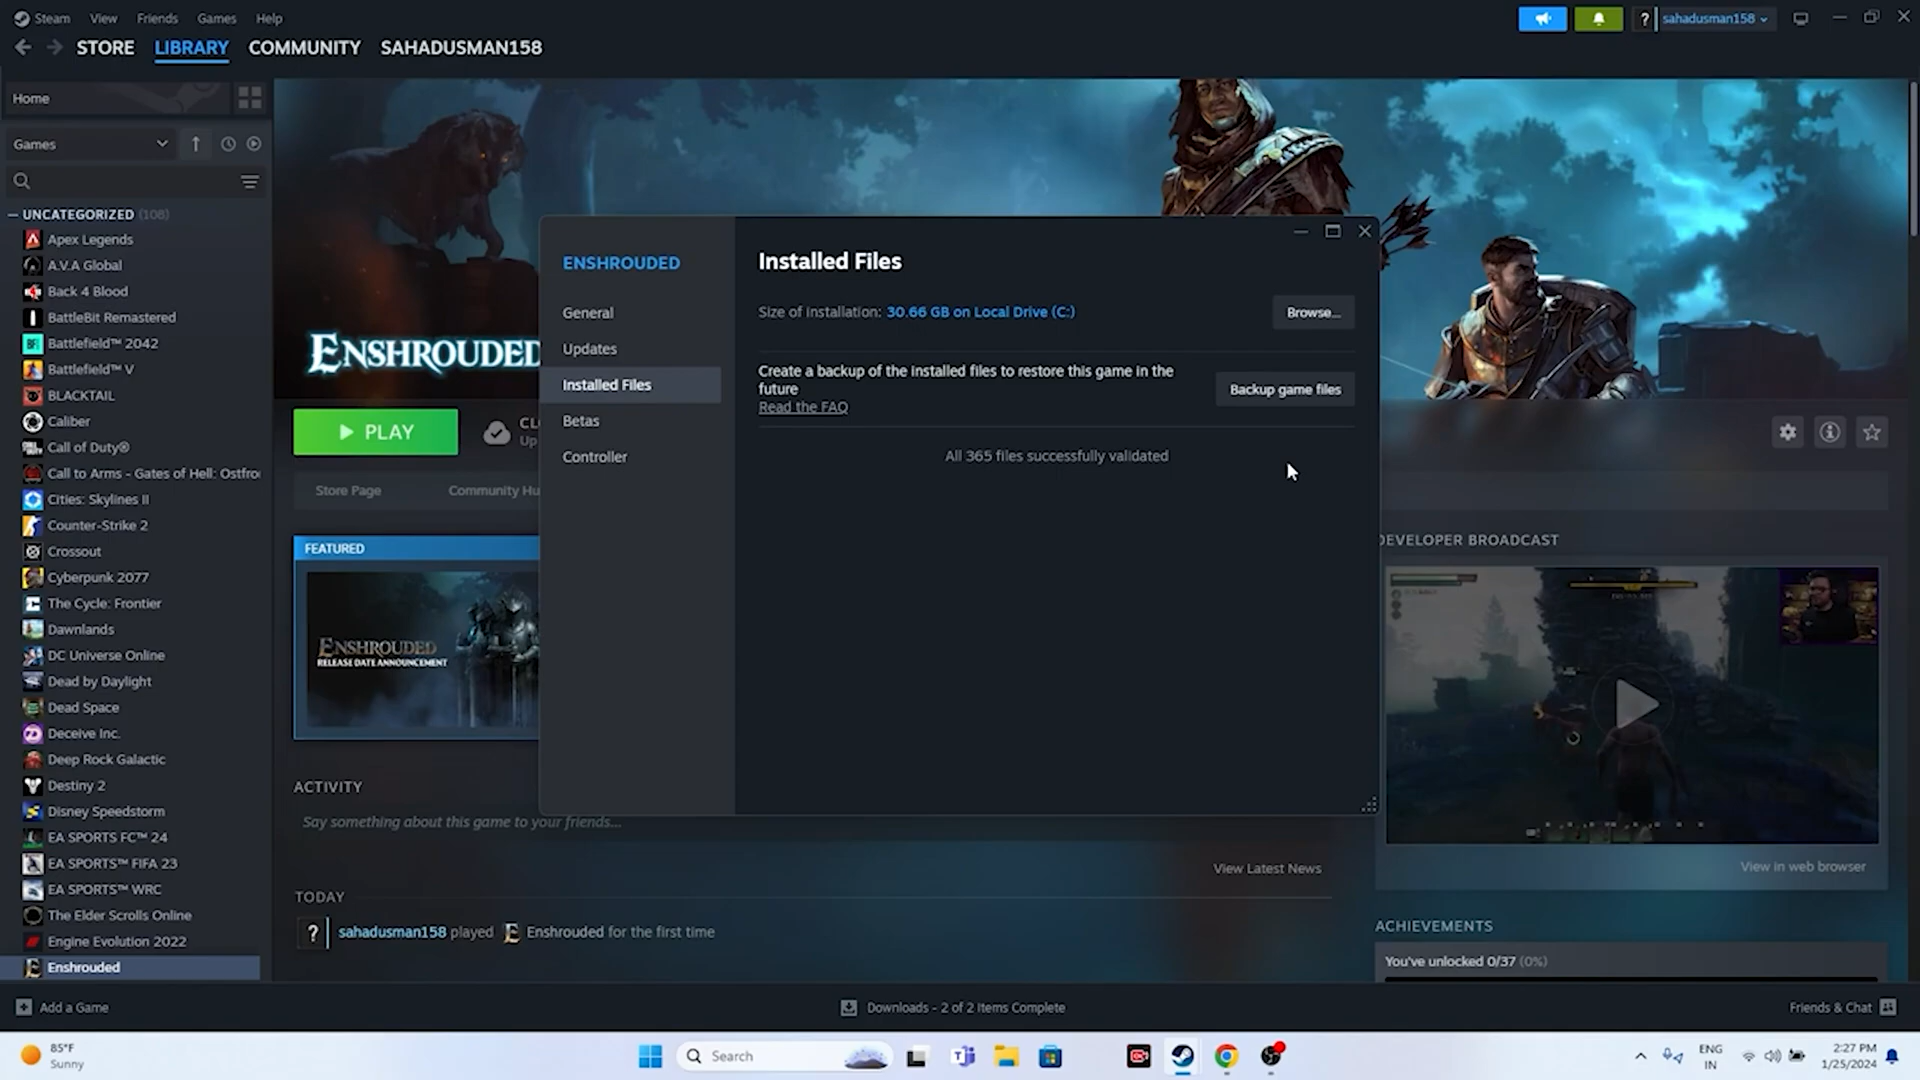 Steam View Friends Games Help
? sahadusman158
STORE LIBRARY COMMUNITY SAHADUSMAN158
Home
Games
UNCATEGORIZED (108)
Apex Legends
A.V.A Global
Back 4 Blood
BattleBit Remastered
Battlefield™ 2042
Battlefield™ V
BLACKTAIL
Caliber
Call of Duty®
Call to Arms - Gates of Hell: Ostfro
Cities: Skylines II
Counter-Strike 2
Crossout
Cyberpunk 2077
The Cycle: Frontier
Dawnlands
DC Universe Online
Dead by Daylight
Dead Space
Deceive Inc.
Deep Rock Galactic
Destiny 2
Disney Speedstorm
EA SPORTS FC™ 24
EA SPORTS™ FIFA 23
EA SPORTS™ WRC
The Elder Scrolls Online
Engine Evolution 2022
Enshrouded
ENSHROUDED
PLAY
CL
Up
Store Page Community Hu
FEATURED
ENSHROUDED
RELEASE DATE ANNOUNCEMENT
ACTIVITY
Say something about this game to your friends...
View Latest News
TODAY
? sahadusman158 played Enshrouded for the first time
ENSHROUDED
General
Updates
Installed Files
Betas
Controller
Installed Files
Size of installation: 30.66 GB on Local Drive (C:)
Browse...
Create a backup of the installed files to restore this game in the
future
Read the FAQ
Backup game files
All 365 files successfully validated
DEVELOPER BROADCAST
View in web browser
ACHIEVEMENTS
You've unlocked 0/37 (0%)
Add a Game
Downloads - 2 of 2 Items Complete
Friends & Chat
85°F
Sunny
Search
ENG
IN
2:27 PM
1/25/2024